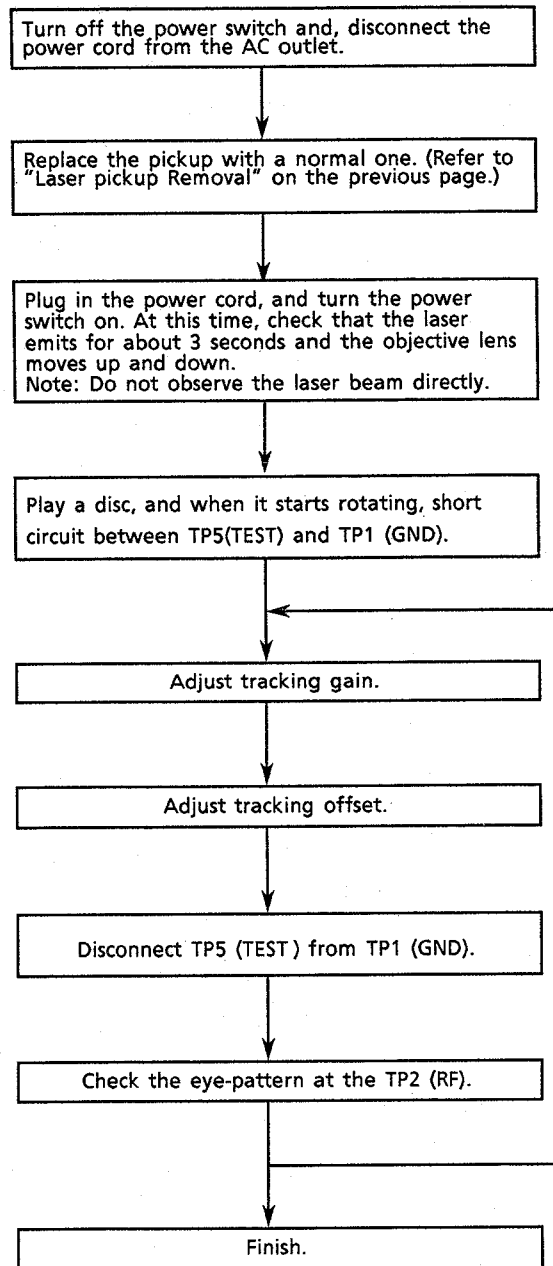 Turn off the power switch and, disconnect the
power cord from the AC outlet.
Replace the pickup with a normal one. (Refer to
"Laser pickup Removal" on the previous page.)
Plug in the power cord, and turn the power
switch on. At this time, check that the laser
emits for about 3 seconds and the objective lens
moves up and down.
Note: Do not observe the laser beam directly.
Play a disc, and when it starts rotating, short
circuit between TP5(TEST) and TP1 (GND).
Adjust tracking gain.
Adjust tracking offset.
Disconnect TP5 (TEST) from TP1 (GND).
Check the eye-pattern at the TP2 (RF).
Finish.